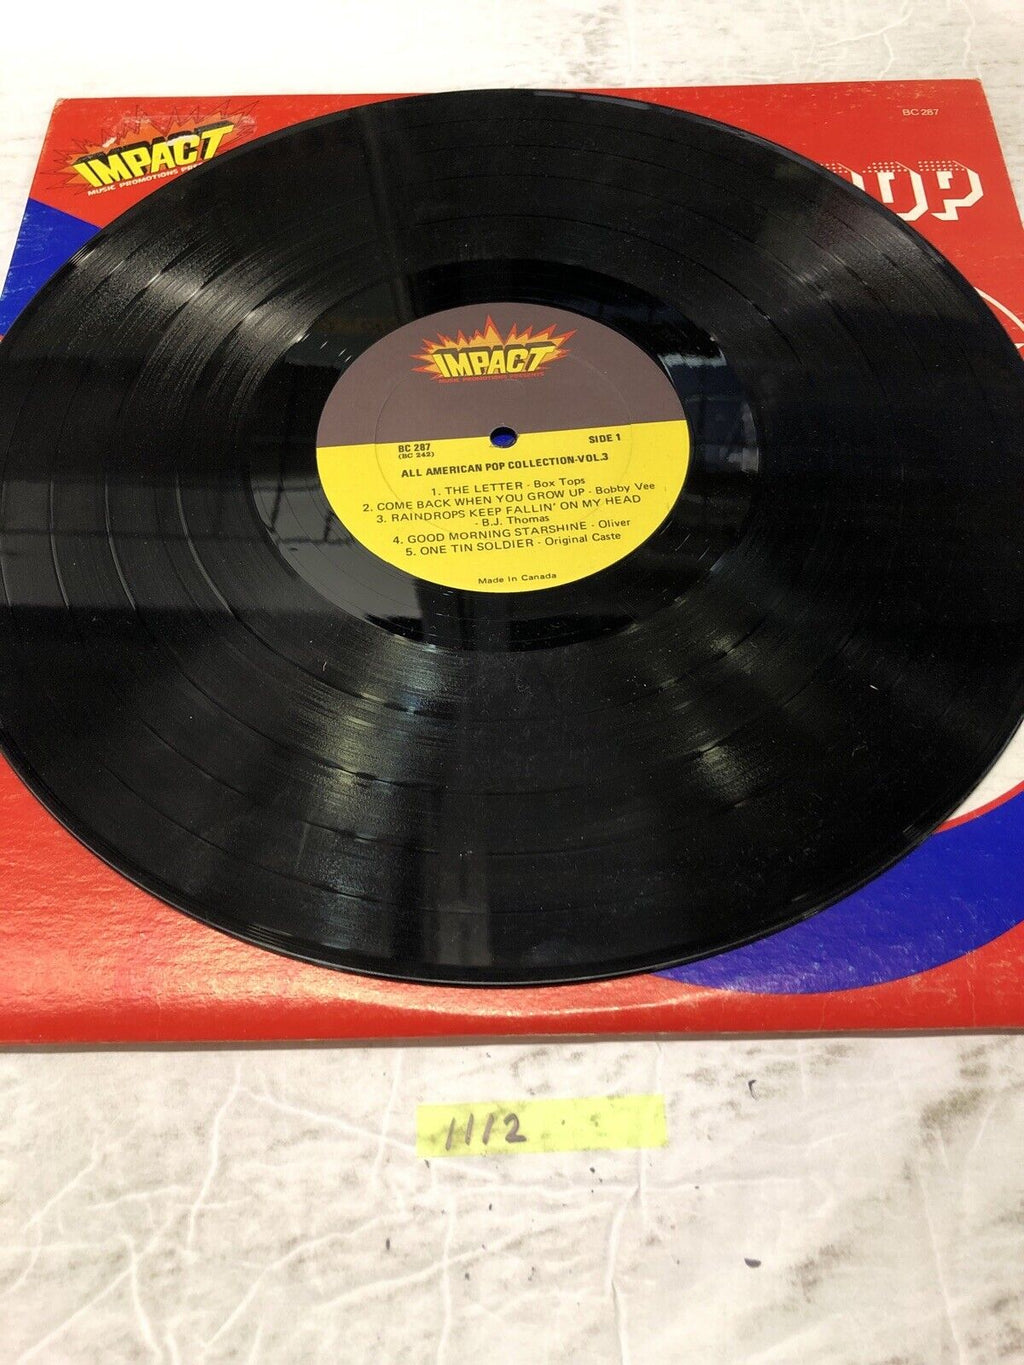 BC 287
IMPACT
MUSIC PROMOTIONS
IMPACT
MUSIC PROMOTIONS PRESENTS
BC 287
(BC 242)
SIDE 1
ALL AMERICAN POP COLLECTION-VOL.3
1. THE LETTER - Box Tops
2. COME BACK WHEN YOU GROW UP - Bobby Vee
3. RAINDROPS KEEP FALLIN' ON MY HEAD
- B.J. Thomas
4. GOOD MORNING STARSHINE - Oliver
5. ONE TIN SOLDIER - Original Caste
Made In Canada
1112